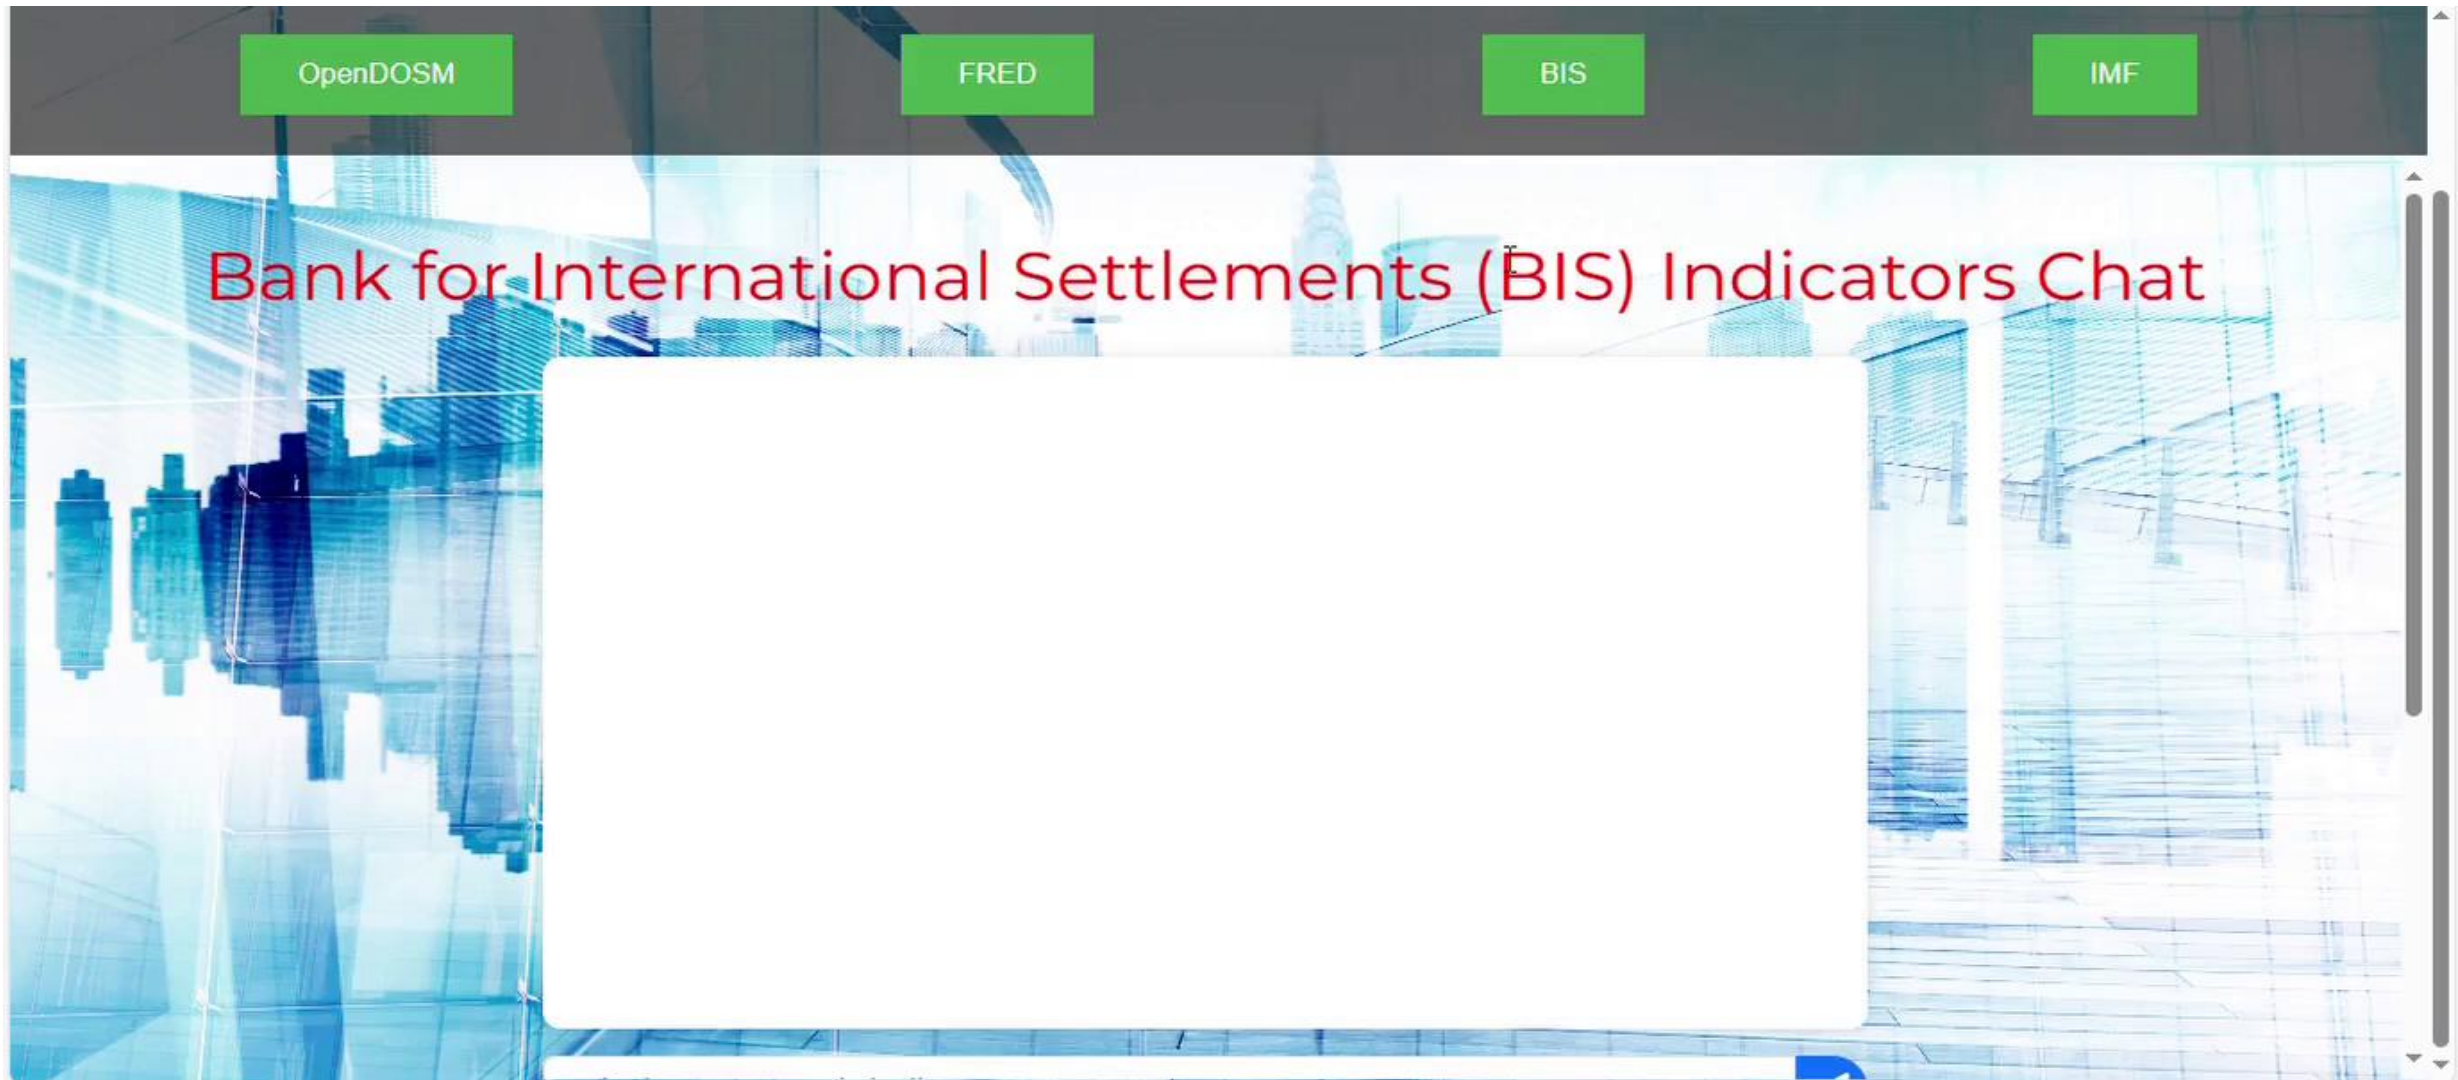 OpenDOSM FRED BIS IMF
Bank for International Settlements (BIS) Indicators Chat